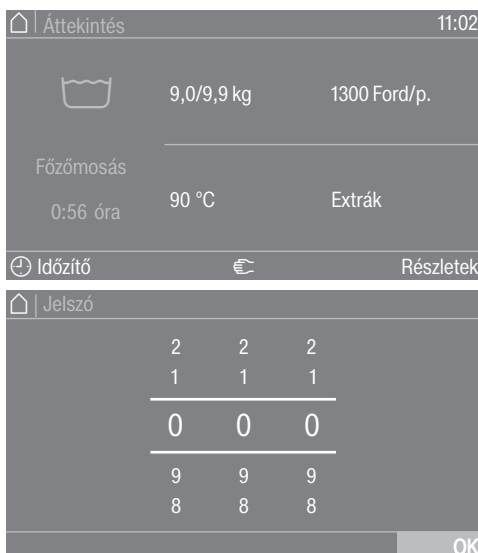 Áttekintés 11:02
9,0/9,9 kg 1300 Ford/p.
Főzőmosás
0:56 óra
90 °C Extrák
Időzítő Részletek
Jelszó
2 2 2
1 1 1
0 0 0
9 9 9
8 8 8
OK